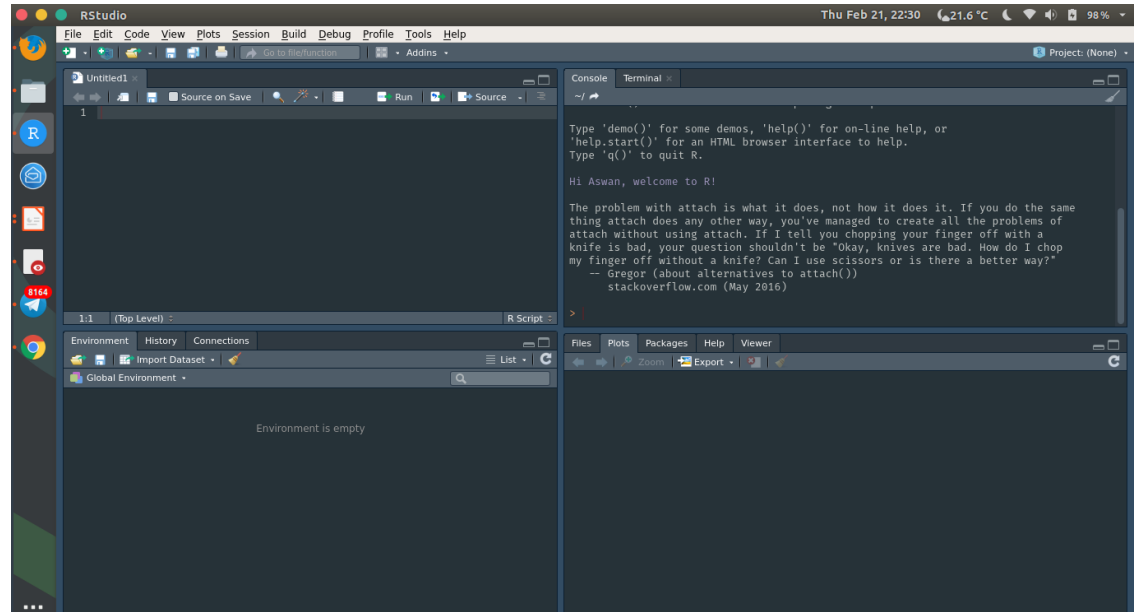 RStudio
Thu Feb 21, 22:30
21.6 °C
98 %
File Edit Code View Plots Session Build Debug Profile Tools Help
Go to file/function
Addins
Project: (None)
Untitled1
Source on Save
Run
Source
1
1:1 (Top Level)
R Script
Console Terminal
~/
Type 'demo()' for some demos, 'help()' for on-line help, or
'help.start()' for an HTML browser interface to help.
Type 'q()' to quit R.
Hi Aswan, welcome to R!
The problem with attach is what it does, not how it does it. If you do the same
thing attach does any other way, you've managed to create all the problems of
attach without using attach. If I tell you chopping your finger off with a
knife is bad, your question shouldn't be "Okay, knives are bad. How do I chop
my finger off without a knife? Can I use scissors or is there a better way?"
-- Gregor (about alternatives to attach())
stackoverflow.com (May 2016)
>
Environment History Connections
Import Dataset
List
Global Environment
Environment is empty
Files Plots Packages Help Viewer
Zoom
Export
R
8164